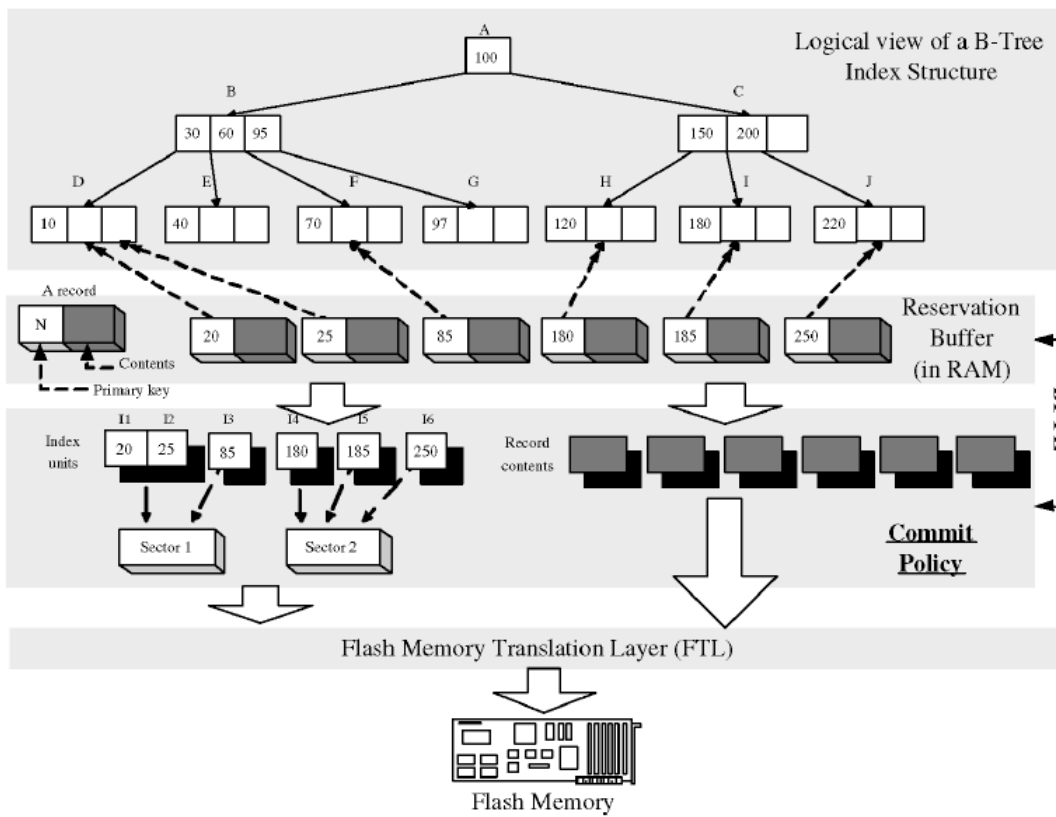 A
Logical view of a B-Tree
Index Structure
100
B
C
30 60 95
150 200
D E F G H I J
10
40
70
97
120
180
220
A record
N
Contents
Primary key
20
25
85
180
185
250
Reservation
Buffer
(in RAM)
Index
units
I1 I2 I3 I4 I5 I6
20 25 85 180 185 250
Sector 1
Sector 2
Record
contents
Commit
Policy
Flash Memory Translation Layer (FTL)
Flash Memory